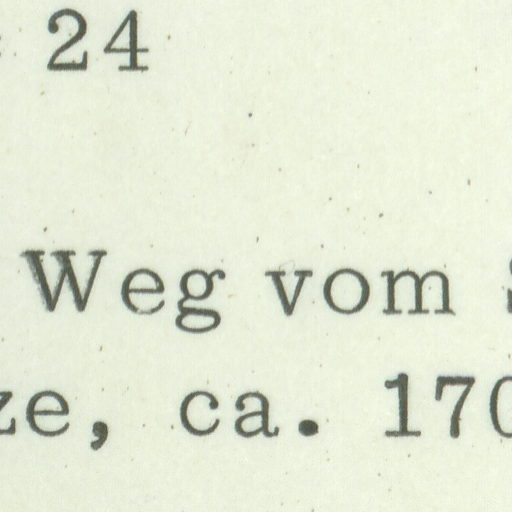 24
Weg vom
ze, ca. 170